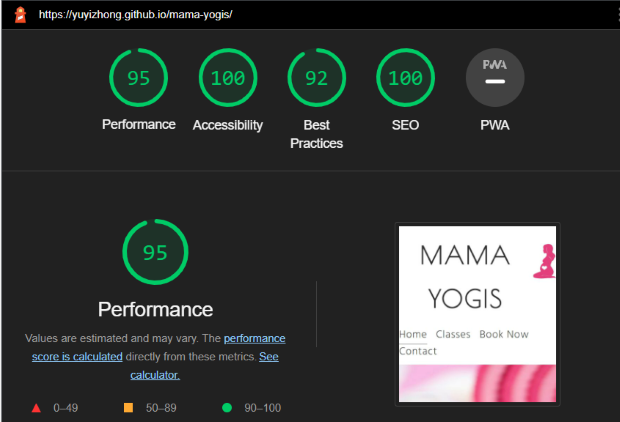 https://yuyizhong.github.io/mama-yogis/
95
100
92
100
PWA
Performance
Accessibility
Best
Practices
SEO
PWA
95
Performance
Values are estimated and may vary. The performance
score is calculated directly from these metrics. See
calculator.
0–49
50–89
90–100
MAMA
YOGIS
Home Classes Book Now
Contact